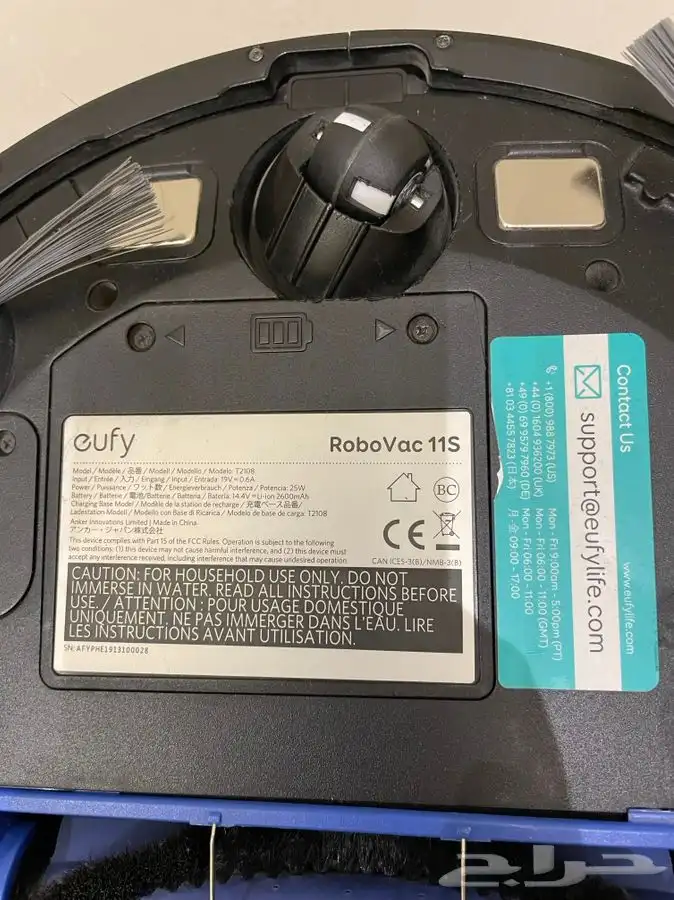 eufy
RoboVac 11S
Model / Modèle / 品番 / Modell / Modello / Modelo: T2108
Input / Entrée / 入力 / Eingang / Input / Entrada: 19V⎓0.6A
Power / Puissance / ワット数 / Energieverbrauch / Potenza / Potencia: 25W
Battery / Batterie / 電池 / Batterie / Batteria / Batería: 14.4V⎓Li-ion 2600mAh
Charging Base Model / Modèle de la station de recharge / 充電ベース品番 /
Ladestation-Modell / Modello con Base di Ricarica / Modelo de base de carga: T2108
Anker Innovations Limited | Made in China
アンカー・ジャパン株式会社
This device complies with Part 15 of the FCC Rules. Operation is subject to the following
two conditions: (1) this device may not cause harmful interference, and (2) this device must
accept any interference received, including interference that may cause undesired operation
BC
CE
CAN ICES-3(B)/NMB-3(B)
CAUTION: FOR HOUSEHOLD USE ONLY. DO NOT
IMMERSE IN WATER. READ ALL INSTRUCTIONS BEFORE
USE. / ATTENTION : POUR USAGE DOMESTIQUE
UNIQUEMENT. NE PAS IMMERGER DANS L'EAU. LIRE
LES INSTRUCTIONS AVANT UTILISATION.
SN: AFYPHE1913100028
Contact Us
support@eufylife.com
www.eufylife.com
+1 (800) 988 7973 (US) Mon - Fri 9:00am - 5:00pm (PT)
+44 (0) 1604 936200 (UK) Mon - Fri 06:00 - 11:00 (GMT)
+49 (0) 69 9579 7960 (DE) Mon - Fri 06:00 - 11:00
+81 03 4455 7823 (日本) 月-金 09:00 - 17:00
حراج